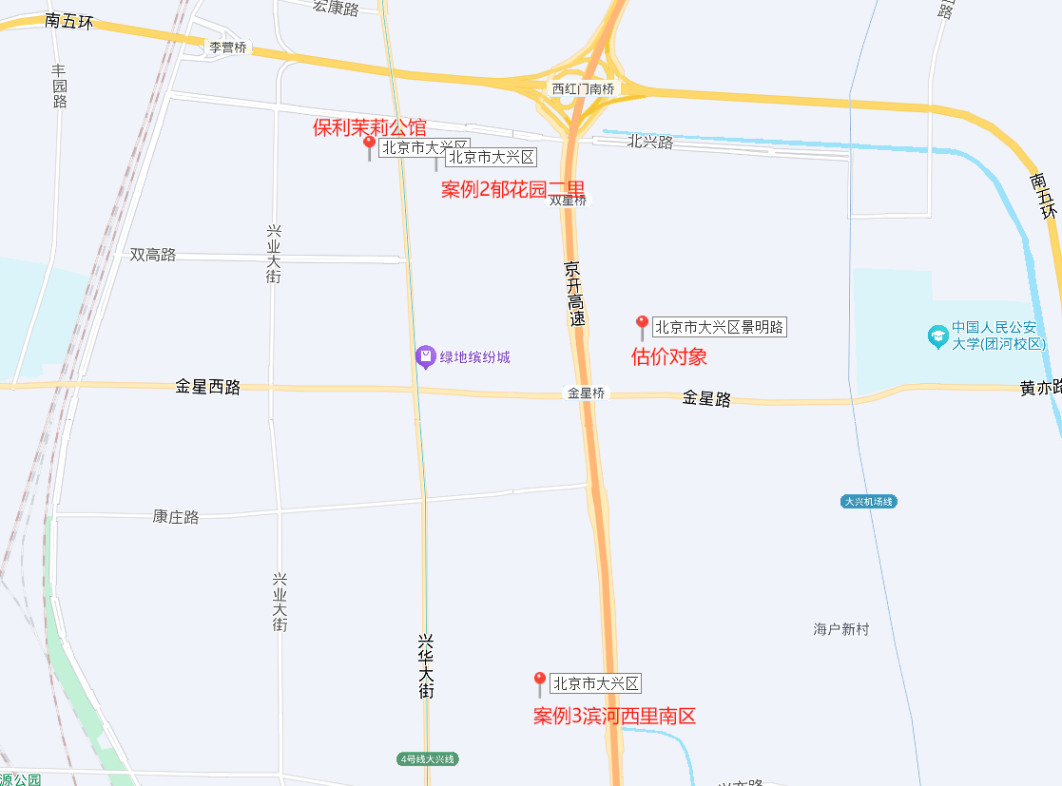 宏康路
路
南五环
李营桥
丰园路
西红门南桥
保利茉莉公馆
北京市大兴区
北京市大兴区
北兴路
案例2郁花园二里
双星桥
南五环
兴业大街
双高路
京开高速
北京市大兴区景明路
估价对象
中国人民公安
大学(团河校区)
绿地缤纷城
金星西路
金星桥
金星路
黄亦路
大兴机场线
康庄路
兴业大街
海户新村
兴华大街
北京市大兴区
案例3滨河西里南区
4号线大兴线
源公园